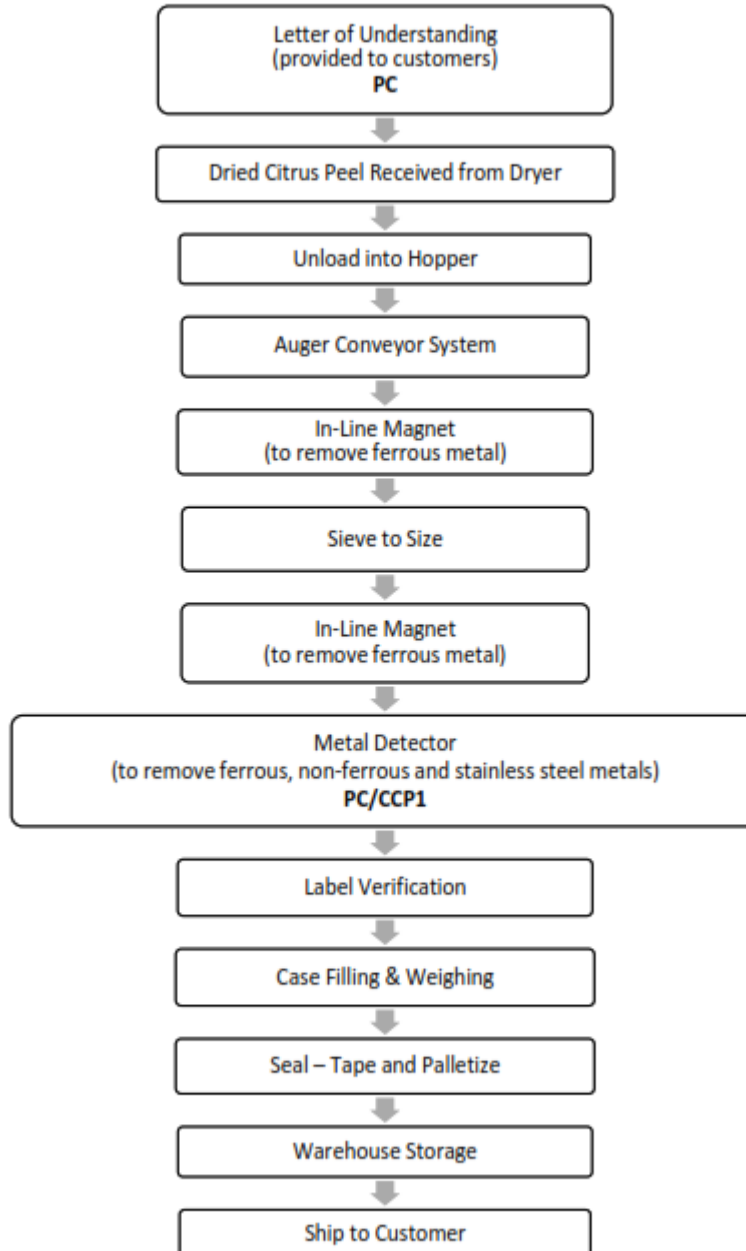 Letter of Understanding
(provided to customers)
PC
Dried Citrus Peel Received from Dryer
Unload into Hopper
Auger Conveyor System
In-Line Magnet
(to remove ferrous metal)
Sieve to Size
In-Line Magnet
(to remove ferrous metal)
Metal Detector
(to remove ferrous, non-ferrous and stainless steel metals)
PC/CCP1
Label Verification
Case Filling & Weighing
Seal – Tape and Palletize
Warehouse Storage
Ship to Customer